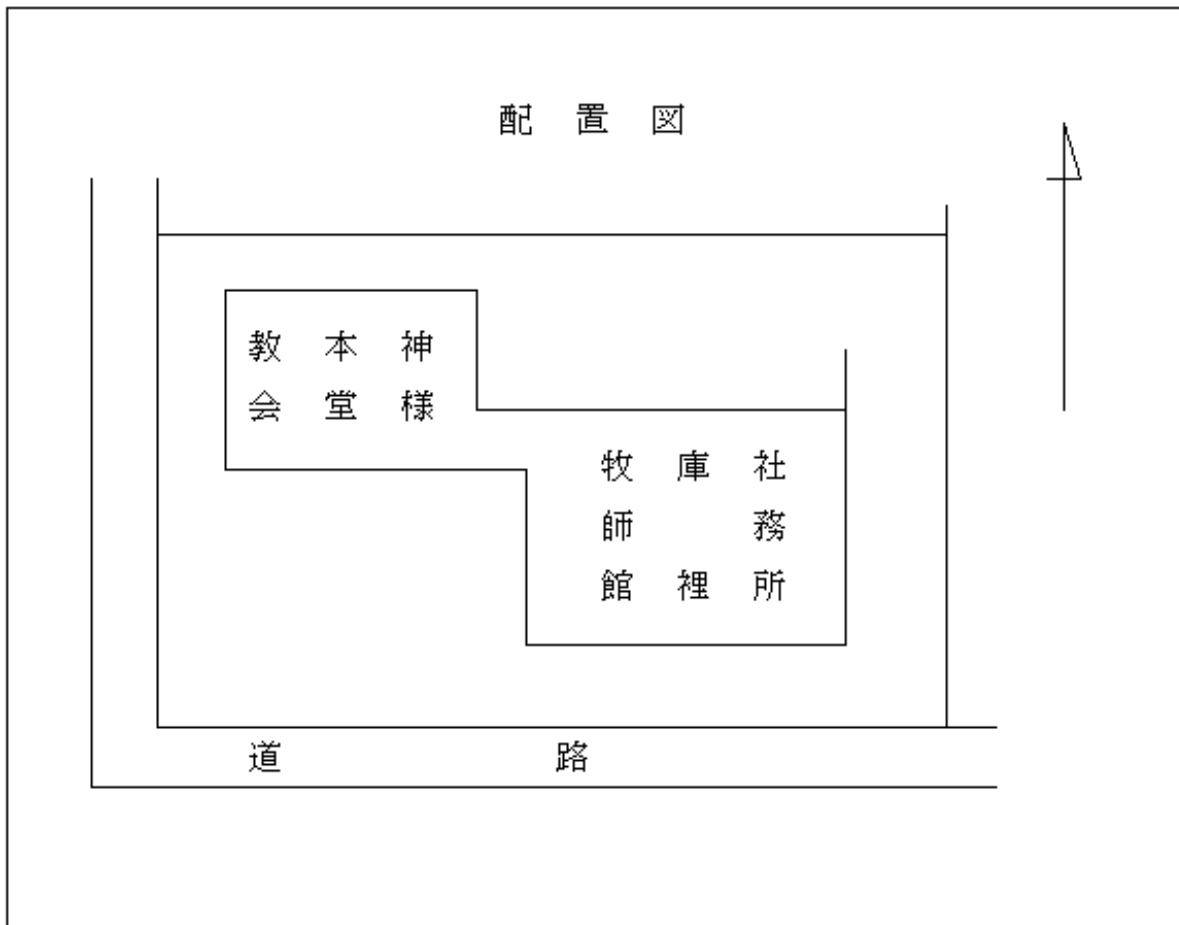 配 置 図
神様
本堂
教会
社務所
庫裡
牧師館
道 路